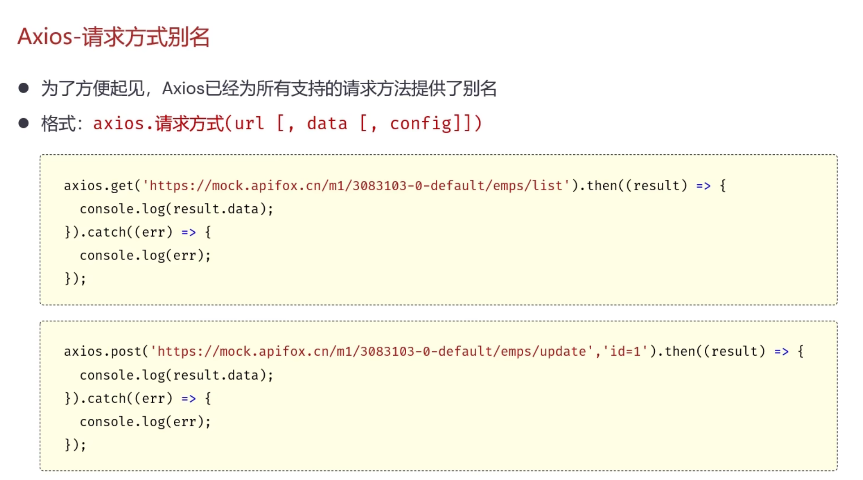 Axios-请求方式别名
● 为了方便起见，Axios已经为所有支持的请求方法提供了别名
● 格式：axios.请求方式(url [, data [, config]])
axios.get('https://mock.apifox.cn/m1/3083103-0-default/emps/list').then((result) => {
  console.log(result.data);
}).catch((err) => {
  console.log(err);
});
axios.post('https://mock.apifox.cn/m1/3083103-0-default/emps/update','id=1').then((result) => {
  console.log(result.data);
}).catch((err) => {
  console.log(err);
});